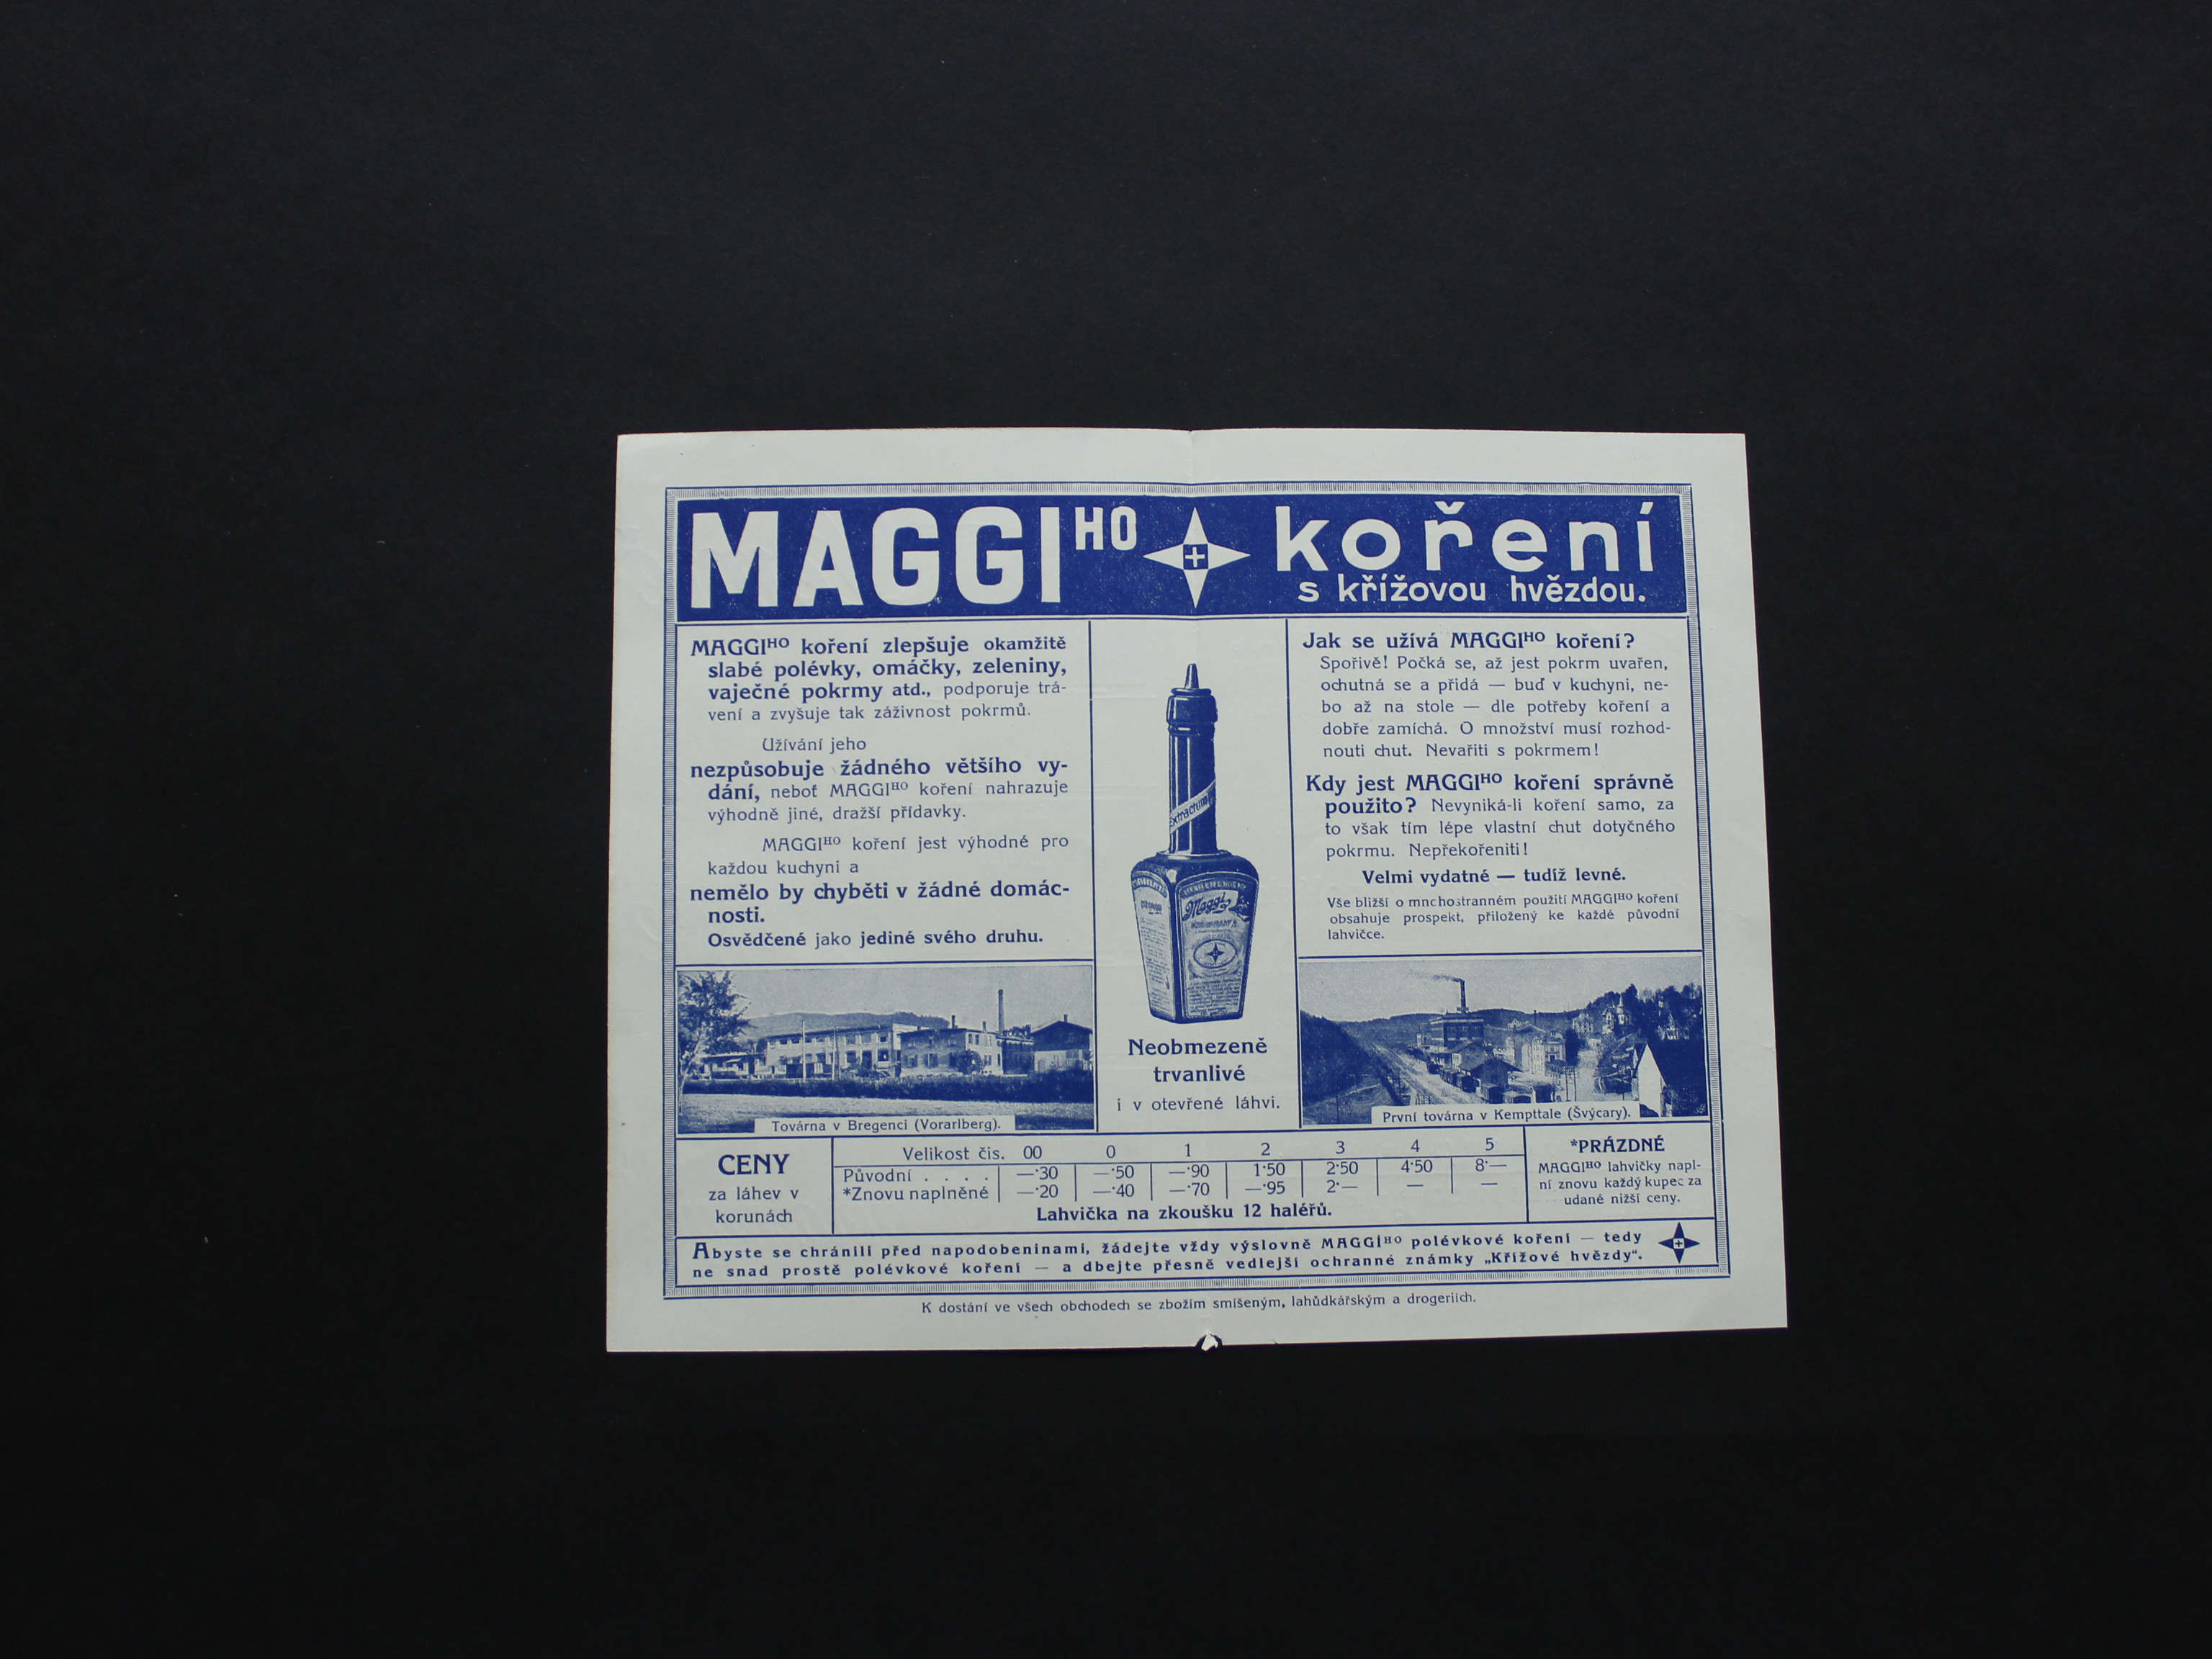 MAGGIHO koření
s křížovou hvězdou.
MAGGIHO koření zlepšuje okamžitě
slabé polévky, omáčky, zeleniny,
vaječné pokrmy atd., podporuje trá-
vení a zvyšuje tak záživnost pokrmů.
Užívání jeho
nezpůsobuje žádného většího vy-
dání, neboť MAGGIHO koření nahrazuje
výhodně jiné, dražší přídavky.
MAGGIHO koření jest výhodné pro
každou kuchyni a
nemělo by chyběti v žádné domác-
nosti.
Osvědčené jako jediné svého druhu.
Továrna v Bregenci (Vorarlberg).
Extrachîne
Maggi
Neobmezeně
trvanlivé
i v otevřené láhvi.
Jak se užívá MAGGIHO koření?
Spořivě! Počká se, až jest pokrm uvařen,
ochutná se a přidá — buď v kuchyni, ne-
bo až na stole — dle potřeby koření a
dobře zamíchá. O množství musí rozhod-
nouti chut. Nevařiti s pokrmem!
Kdy jest MAGGIHO koření správně
použito? Nevyniká-li koření samo, za
to však tím lépe vlastní chut dotyčného
pokrmu. Nepřekořeniti!
Velmi vydatné — tudíž levné.
Vše bližší o mnohostranném použití MAGGIHO koření
obsahuje prospekt, přiložený ke každé původní
lahvičce.
První továrna v Kempttale (Švýcary).
CENY
za láhev v
korunách
Velikost čis. 00 0 1 2 3 4 5
Původní . . . . —·30 —·50 —·90 1·50 2·50 4·50 8·—
*Znovu naplněné —·20 —·40 —·70 —·95 2·— — —
Lahvička na zkoušku 12 haléřů.
*PRÁZDNÉ
MAGGIHO lahvičky napl-
ní znovu každý kupec za
udané nižší ceny.
Abyste se chránili před napodobeninami, žádejte vždy výslovně MAGGIHO polévkové koření — tedy
ne snad prostě polévkové koření — a dbejte přesně vedlejší ochranné známky „Křížové hvězdy“.
K dostání ve všech obchodech se zbožím smíšeným, lahůdkářským a drogeriích.